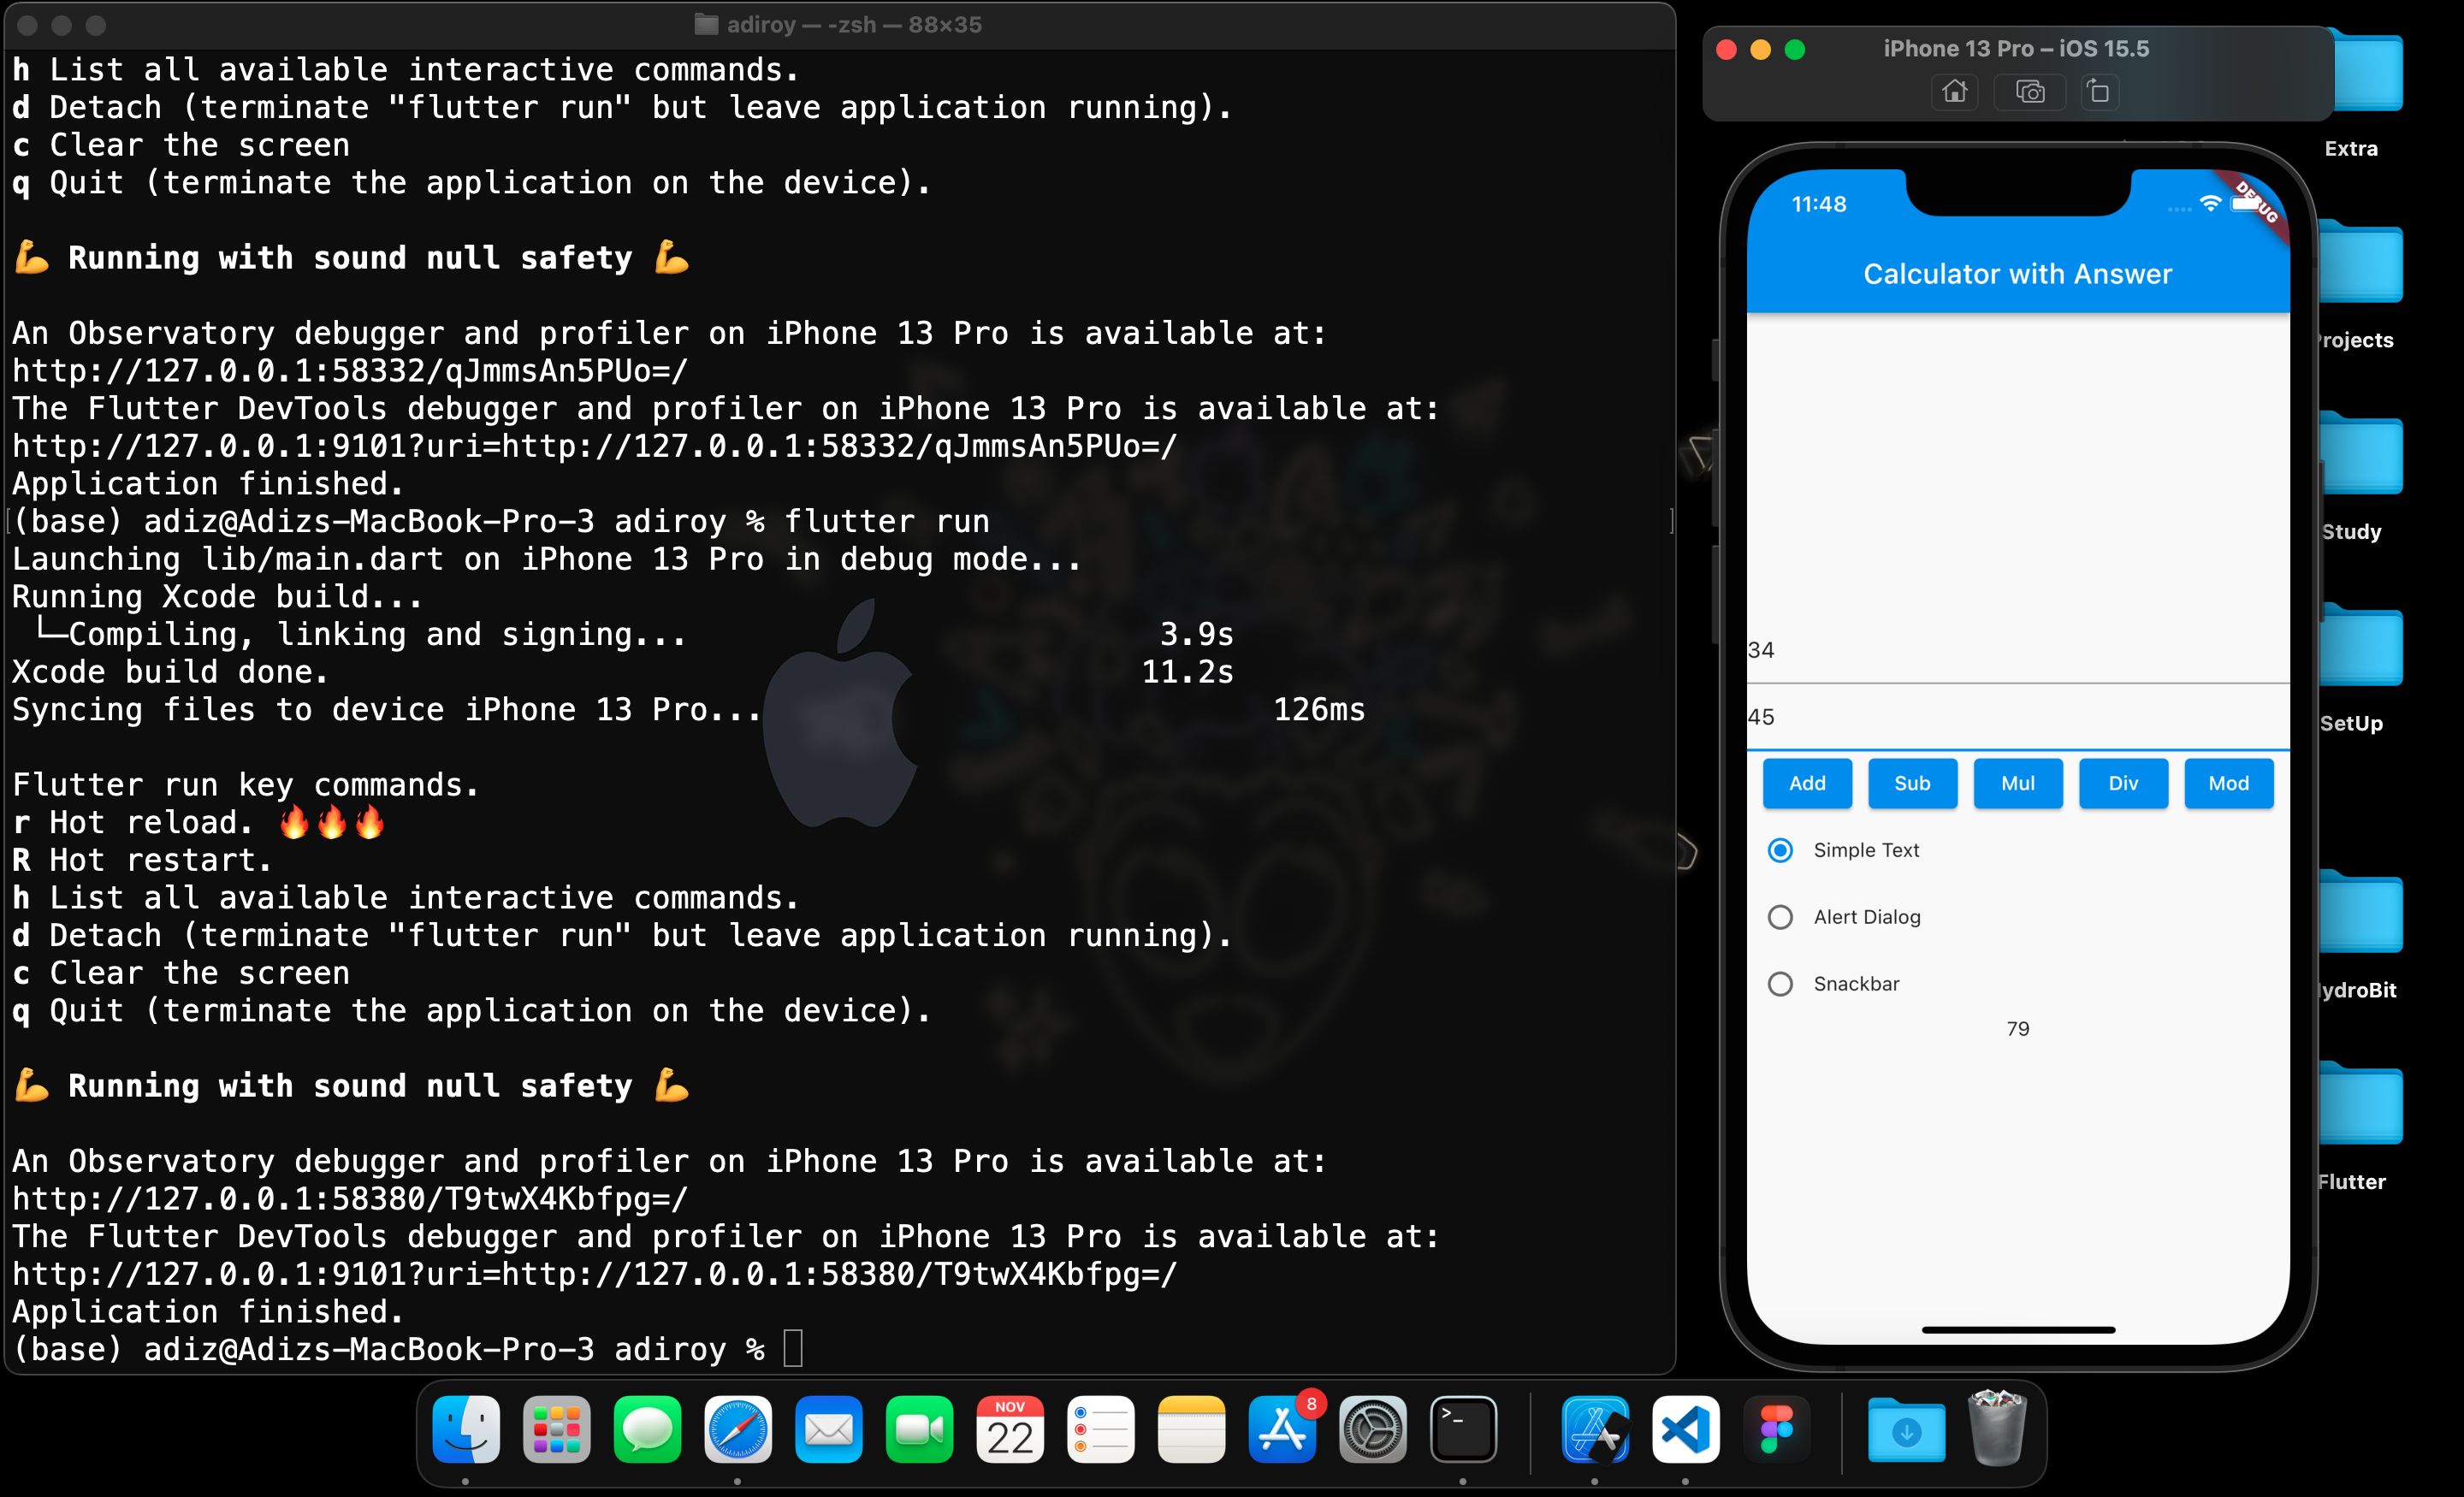 adiroy — -zsh — 88×35
h List all available interactive commands.
d Detach (terminate "flutter run" but leave application running).
c Clear the screen
q Quit (terminate the application on the device).
💪 Running with sound null safety 💪
An Observatory debugger and profiler on iPhone 13 Pro is available at:
http://127.0.0.1:58332/qJmmsAn5PUo=/
The Flutter DevTools debugger and profiler on iPhone 13 Pro is available at:
http://127.0.0.1:9101?uri=http://127.0.0.1:58332/qJmmsAn5PUo=/
Application finished.
[(base) adiz@Adizs-MacBook-Pro-3 adiroy % flutter run ]
Launching lib/main.dart on iPhone 13 Pro in debug mode...
Running Xcode build...
└─Compiling, linking and signing... 3.9s
Xcode build done. 11.2s
Syncing files to device iPhone 13 Pro... 126ms
Flutter run key commands.
r Hot reload. 🔥🔥🔥
R Hot restart.
h List all available interactive commands.
d Detach (terminate "flutter run" but leave application running).
c Clear the screen
q Quit (terminate the application on the device).
💪 Running with sound null safety 💪
An Observatory debugger and profiler on iPhone 13 Pro is available at:
http://127.0.0.1:58380/T9twX4Kbfpg=/
The Flutter DevTools debugger and profiler on iPhone 13 Pro is available at:
http://127.0.0.1:9101?uri=http://127.0.0.1:58380/T9twX4Kbfpg=/
Application finished.
(base) adiz@Adizs-MacBook-Pro-3 adiroy %
iPhone 13 Pro – iOS 15.5
11:48
DEBUG
Calculator with Answer
34
45
Add Sub Mul Div Mod
Simple Text
Alert Dialog
Snackbar
79
Extra
rojects
Study
SetUp
ydroBit
Flutter
NOV
22
8
>_